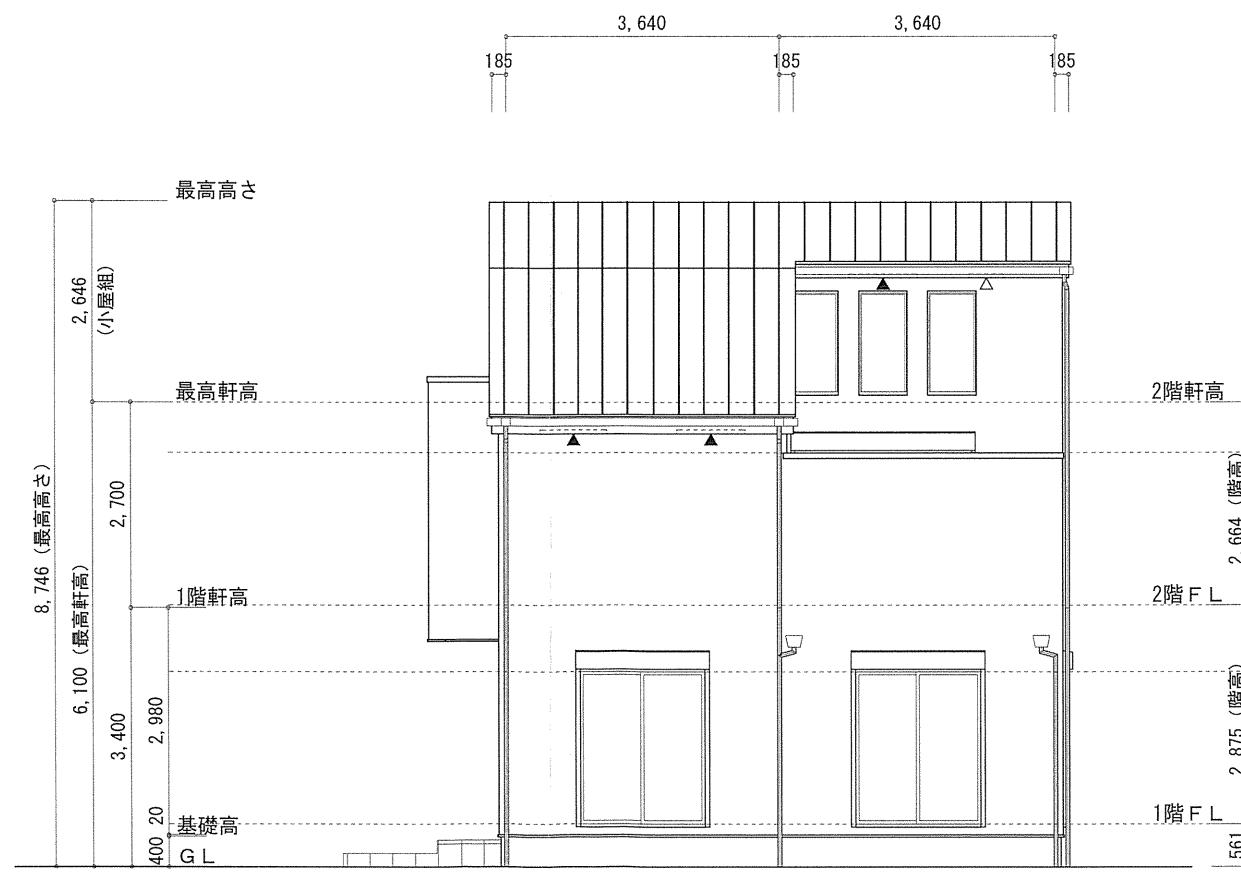 3,640
3,640
185
185
185
最高高さ
2,646
(小屋組)
最高軒高
2階軒高
8,746 (最高高さ)
6,100 (最高軒高)
2,700
2,664 (階高)
1階軒高
2階ＦＬ
3,400
2,980
2,875 (階高)
20
基礎高
1階ＦＬ
400
ＧＬ
561